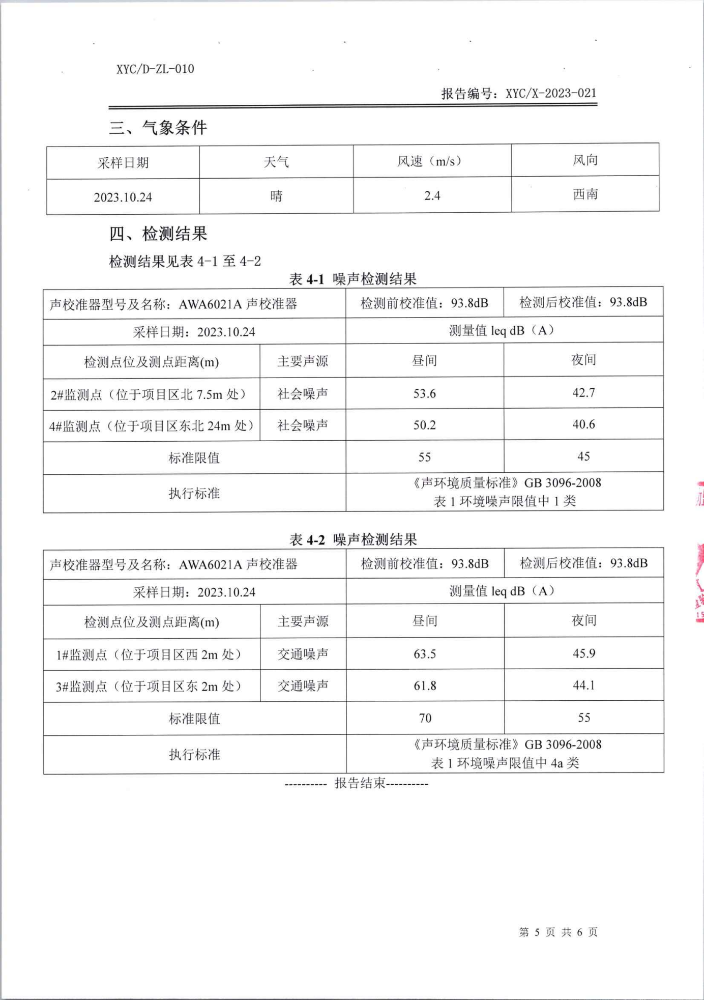 XYC/D-ZL-010
报告编号：XYC/X-2023-021
三、气象条件
采样日期 天气 风速（m/s） 风向
2023.10.24 晴 2.4 西南
四、检测结果
检测结果见表 4-1 至 4-2
表 4-1 噪声检测结果
声校准器型号及名称：AWA6021A 声校准器 检测前校准值：93.8dB 检测后校准值：93.8dB
采样日期：2023.10.24 测量值 leq dB（A）
检测点位及测点距离(m) 主要声源 昼间 夜间
2#监测点（位于项目区北 7.5m 处） 社会噪声 53.6 42.7
4#监测点（位于项目区东北 24m 处） 社会噪声 50.2 40.6
标准限值 55 45
执行标准 《声环境质量标准》GB 3096-2008
表 1 环境噪声限值中 1 类
表 4-2 噪声检测结果
声校准器型号及名称：AWA6021A 声校准器 检测前校准值：93.8dB 检测后校准值：93.8dB
采样日期：2023.10.24 测量值 leq dB（A）
检测点位及测点距离(m) 主要声源 昼间 夜间
1#监测点（位于项目区西 2m 处） 交通噪声 63.5 45.9
3#监测点（位于项目区东 2m 处） 交通噪声 61.8 44.1
标准限值 70 55
执行标准 《声环境质量标准》GB 3096-2008
表 1 环境噪声限值中 4a 类
---------- 报告结束----------
第 5 页 共 6 页